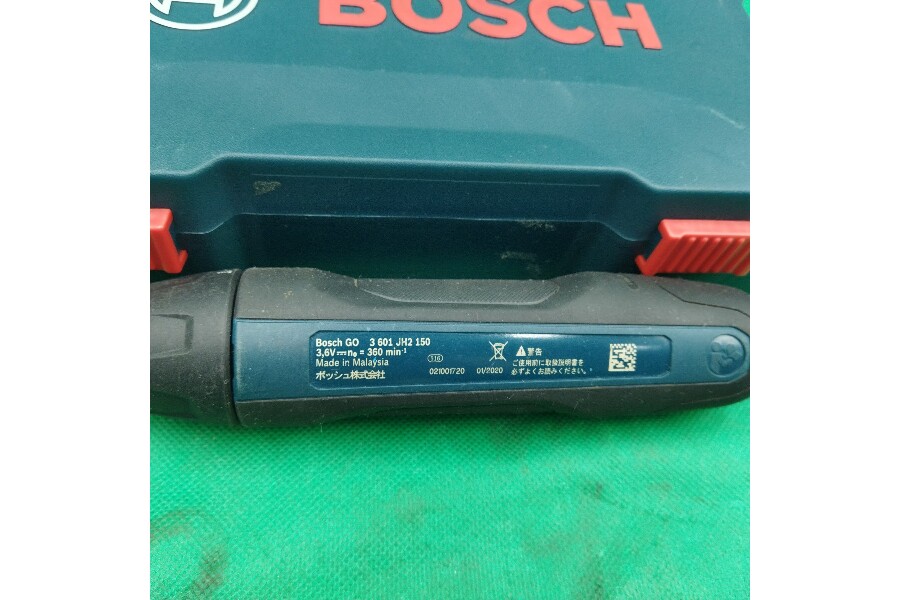 BOSCH
Bosch GO 3 601 JH2 150
3,6V⎓n₀ = 360 min⁻¹
Made in Malaysia
ボッシュ株式会社
116
021001720 01/2020
⚠警告
ご使用前に取扱説明書を
必ずよくお読みください。